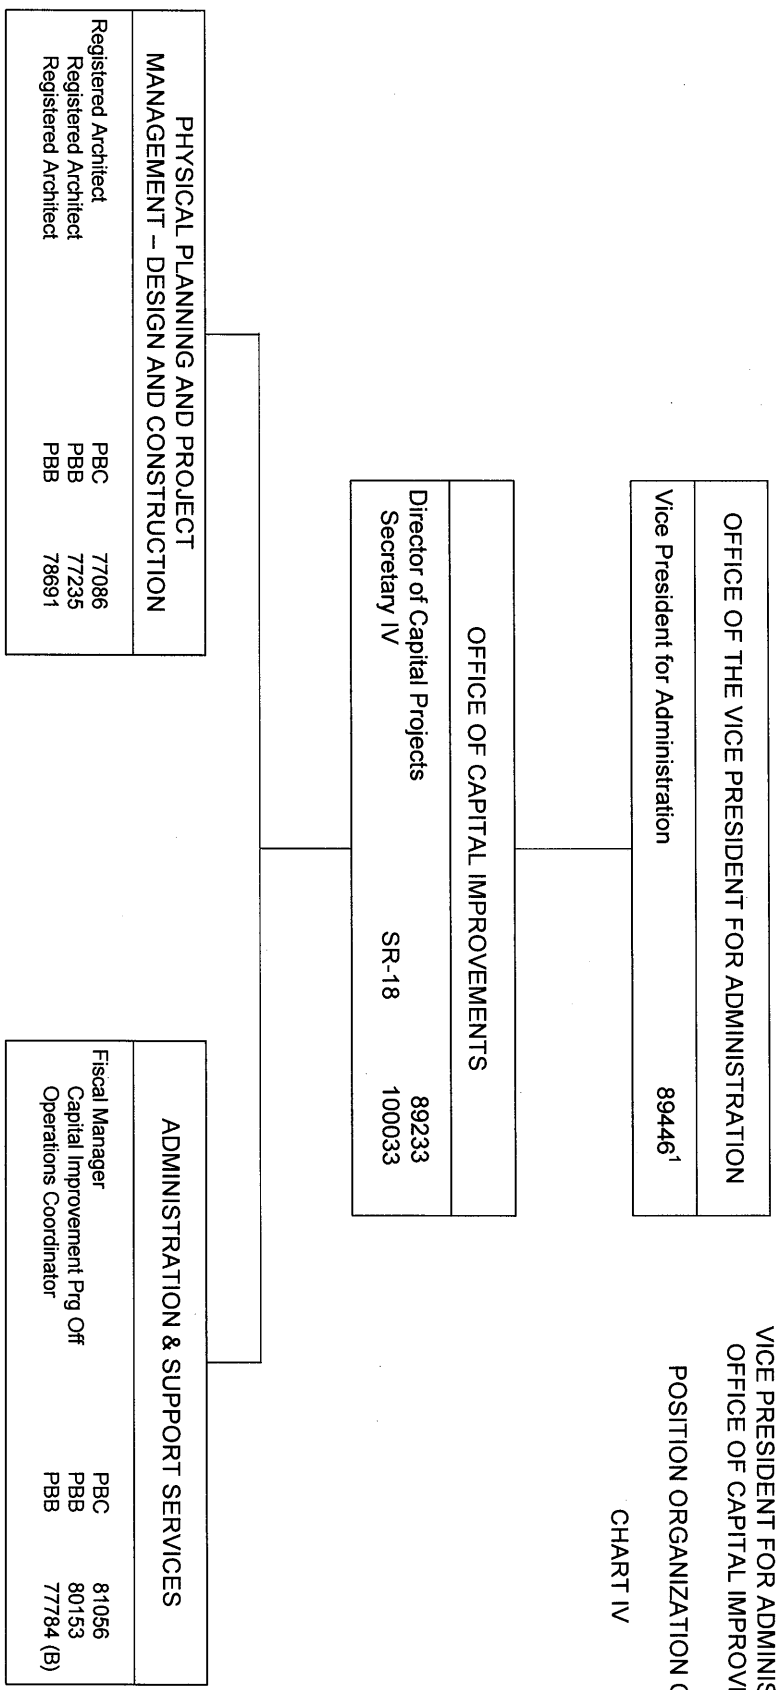 VICE PRESIDENT FOR
OFFICE OF CAPITAL
POSITION ORGANIZATION
CHART IV
OFFICE OF THE VICE PRESIDENT FOR ADMINISTRATION
Vice President for Administration 89446¹
OFFICE OF CAPITAL IMPROVEMENTS
Director of Capital Projects 89233
Secretary IV SR-18 100033
PHYSICAL PLANNING AND PROJECT
MANAGEMENT – DESIGN AND CONSTRUCTION
Registered Architect PBC 77086
Registered Architect PBB 77235
Registered Architect PBB 78691
ADMINISTRATION & SUPPORT SERVICES
Fiscal Manager PBC 81056
Capital Improvement Prg Off PBB 80153
Operations Coordinator PBB 77784 (B)